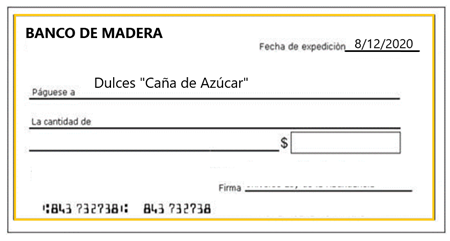 BANCO DE MADERA
Fecha de expedición 8/12/2020
Páguese a Dulces "Caña de Azúcar"
La cantidad de
$
Firma
⑆843 732738⑆ 843 732738